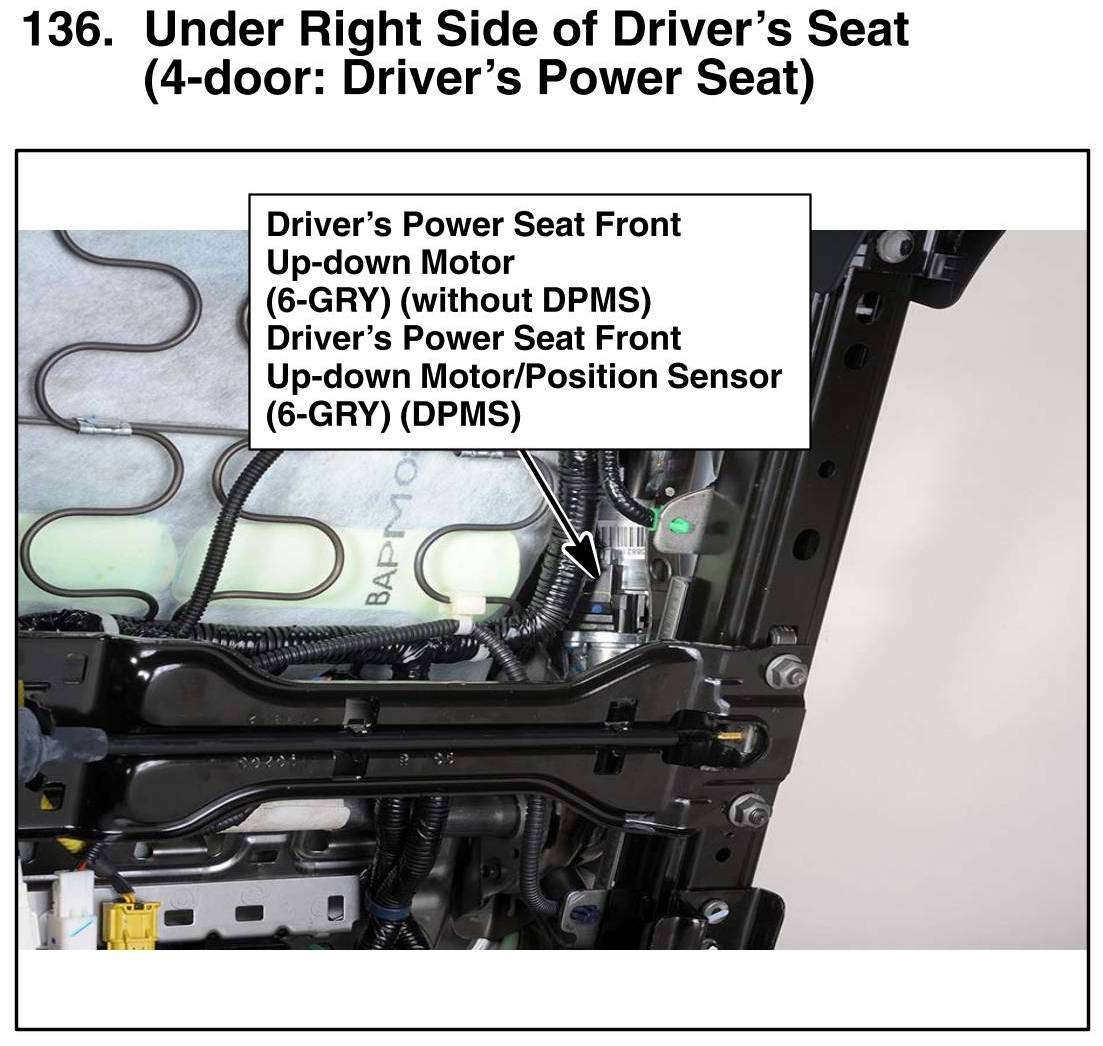 136. Under Right Side of Driver’s Seat
(4-door: Driver’s Power Seat)
Driver’s Power Seat Front
Up-down Motor
(6-GRY) (without DPMS)
Driver’s Power Seat Front
Up-down Motor/Position Sensor
(6-GRY) (DPMS)